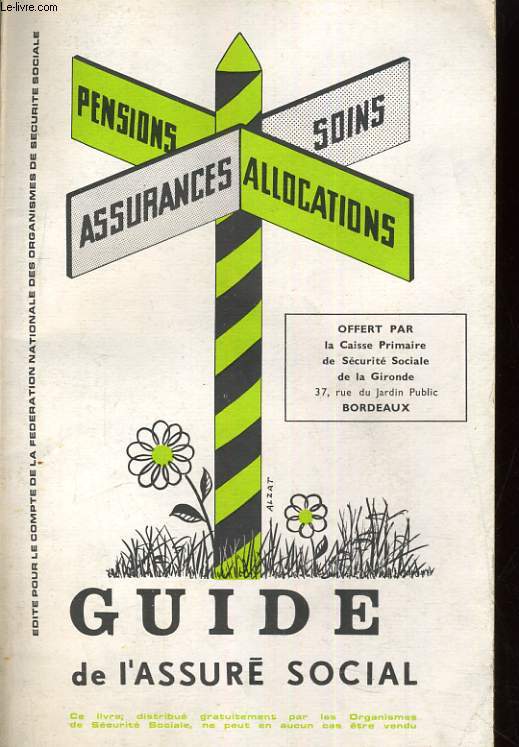 Le-livre.com
EDITE POUR LE COMPTE DE LA FEDERATION NATIONALE DES ORGANISMES DE SECURITE SOCIALE
PENSIONS
SOINS
ASSURANCES
ALLOCATIONS
OFFERT PAR
la Caisse Primaire
de Sécurité Sociale
de la Gironde
37, rue du Jardin Public
BORDEAUX
ALZAT
GUIDE
de l'ASSURÉ SOCIAL
Ce livre; distribué gratuitement par les Organismes
de Sécurité Sociale, ne peut en aucun cas être vendu